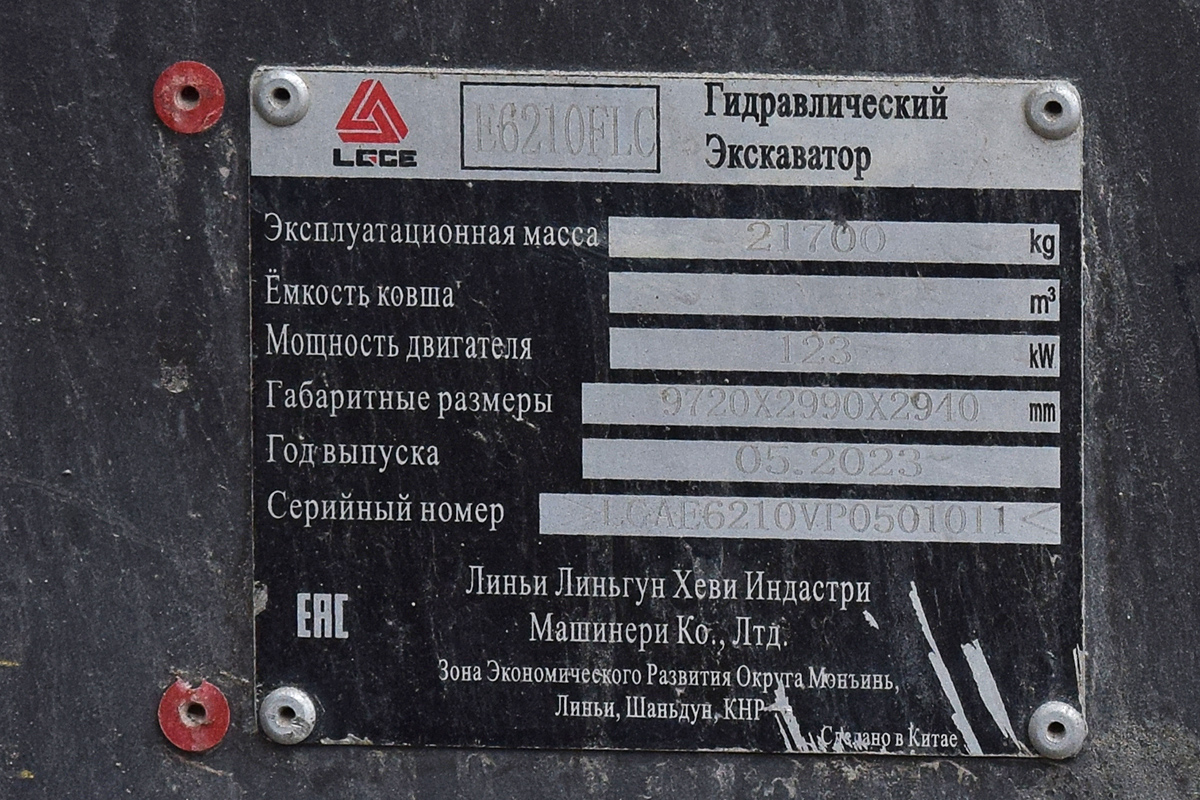 LGCE
E6210FLC
Гидравлический
Экскаватор
Эксплуатационная масса 21700 kg
Ёмкость ковша m³
Мощность двигателя 123 kW
Габаритные размеры 9720X2990X2940 mm
Год выпуска 05.2023
Серийный номер >LGAE6210VP0501011<
EAC
Линьи Линьгун Хеви Индастри
Машинери Ко., Лтд.
Зона Экономического Развития Округа Мэнъинь,
Линьи, Шаньдун, КНР
Сделано в Китае